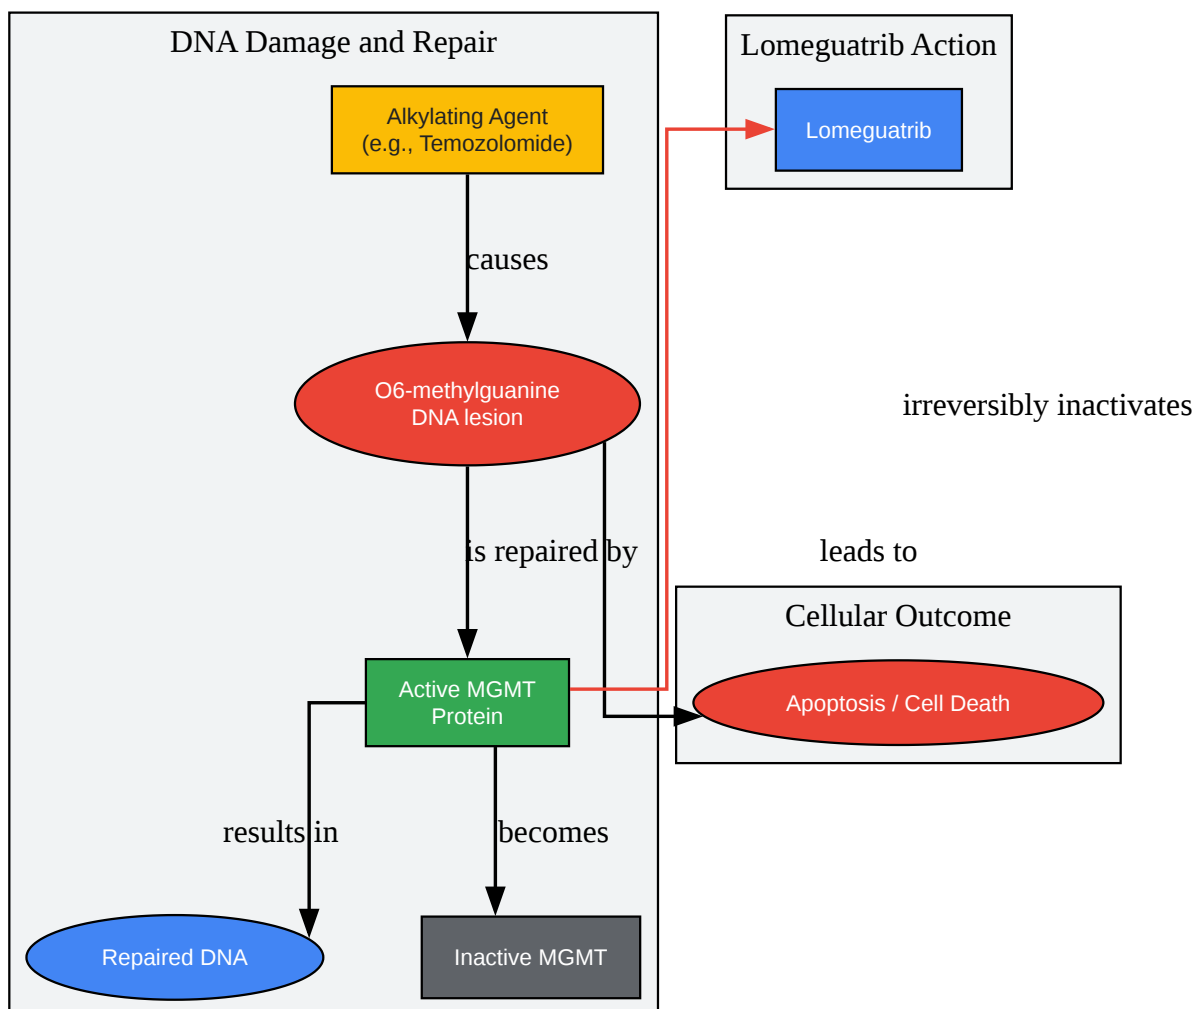 DNA Damage and Repair
Lomeguatrib Action
Alkylating Agent
(e.g., Temozolomide)
Lomeguatrib
causes
O6-methylguanine
DNA lesion
irreversibly inactivates
is repaired by
leads to
Cellular Outcome
Active MGMT
Protein
Apoptosis / Cell Death
results in
becomes
Repaired DNA
Inactive MGMT